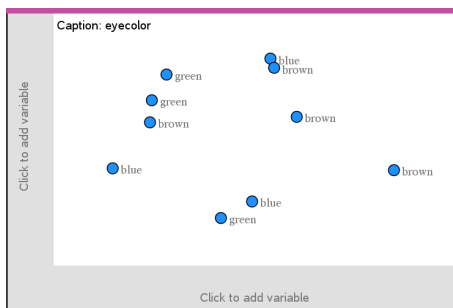 Caption: eyecolor
blue
brown
green
green
brown
brown
blue
brown
blue
green
Click to add variable
Click to add variable